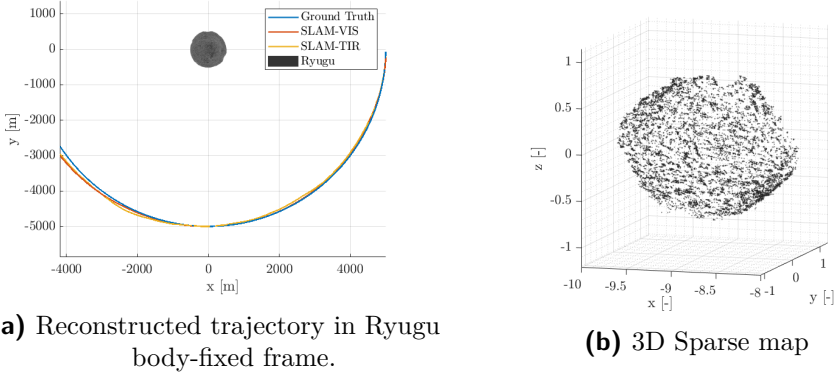 1000
0
-1000
-2000
-3000
-4000
-5000
y [m]
-4000 -2000 0 2000 4000
x [m]
Ground Truth
SLAM-VIS
SLAM-TIR
Ryugu
a) Reconstructed trajectory in Ryugu
body-fixed frame.
1
0.5
0
-0.5
-1
z [-]
-10 -9.5 -9 -8.5 -8
x [-]
-1 0 1
y [-]
(b) 3D Sparse map